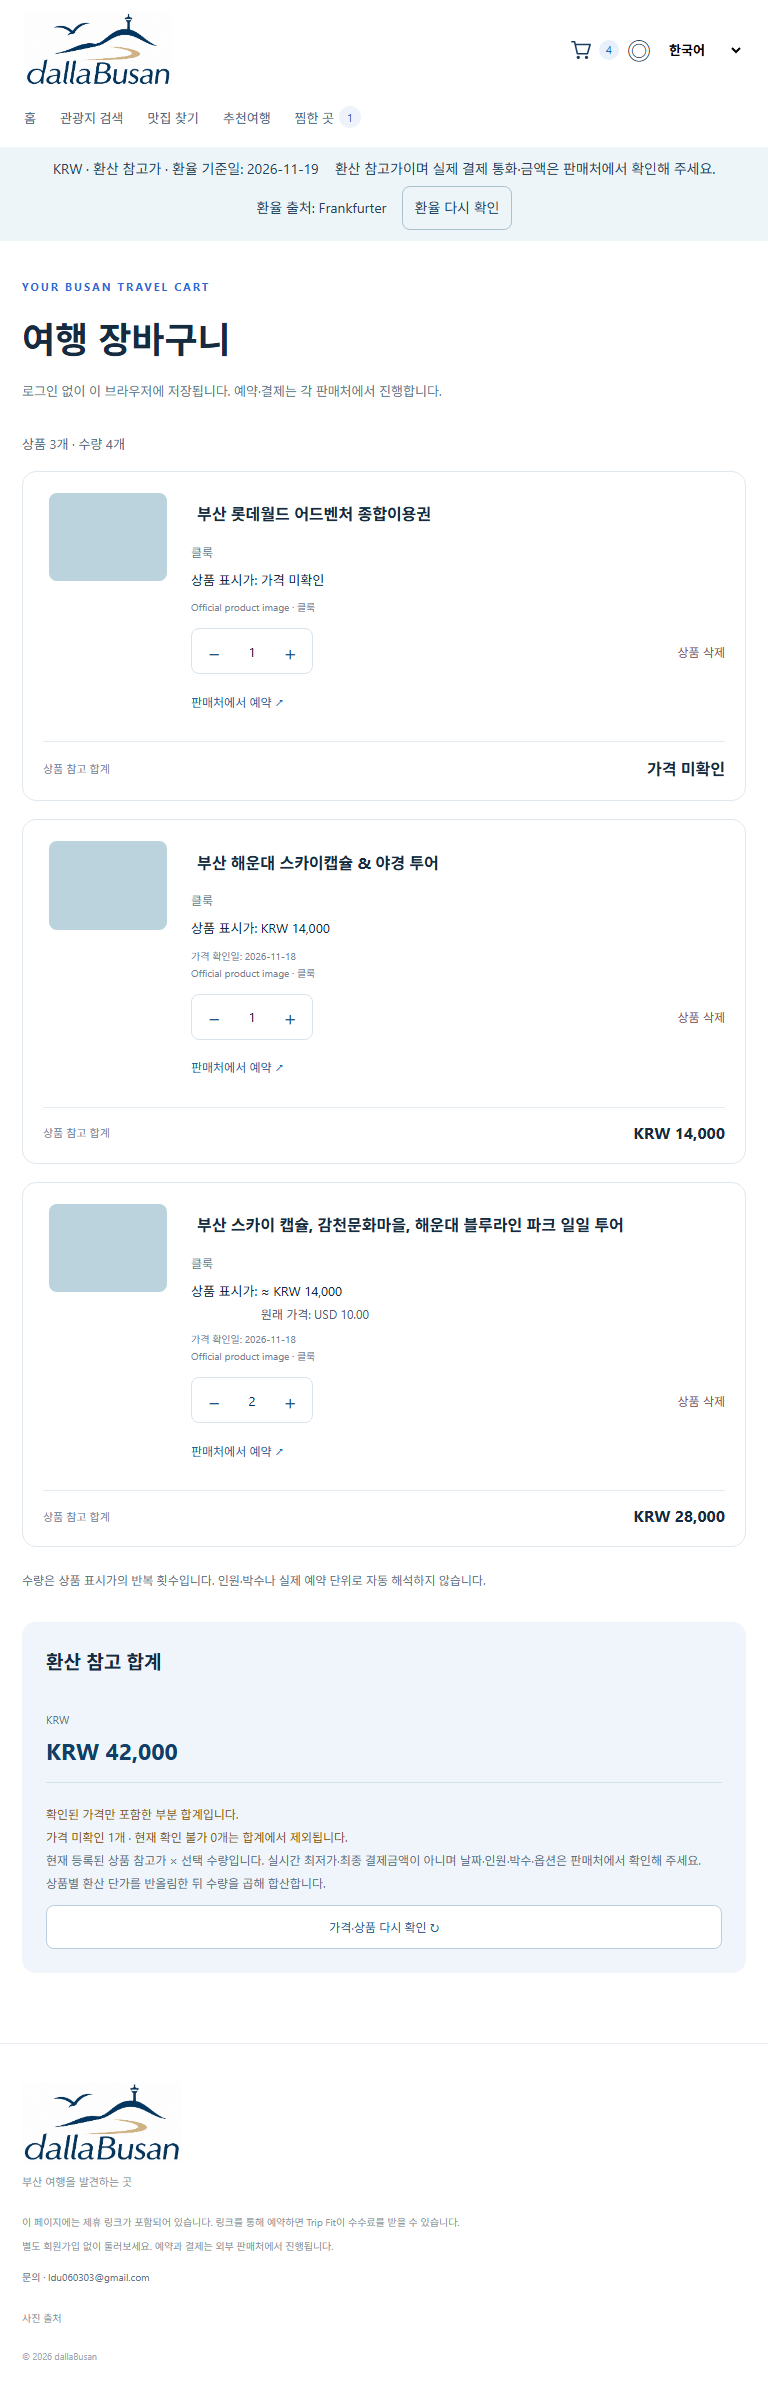 dallaBusan
4
한국어
홈
관광지 검색
맛집 찾기
추천여행
찜한 곳 1
KRW · 환산 참고가 · 환율 기준일: 2026-11-19 환산 참고가이며 실제 결제 통화·금액은 판매처에서 확인해 주세요.
환율 출처: Frankfurter 환율 다시 확인
YOUR BUSAN TRAVEL CART
여행 장바구니
로그인 없이 이 브라우저에 저장됩니다. 예약·결제는 각 판매처에서 진행합니다.
상품 3개 · 수량 4개
부산 롯데월드 어드벤처 종합이용권
클룩
상품 표시가: 가격 미확인
Official product image · 클룩
− 1 +
상품 삭제
판매처에서 예약 ↗
상품 참고 합계
가격 미확인
부산 해운대 스카이캡슐 & 야경 투어
클룩
상품 표시가: KRW 14,000
가격 확인일: 2026-11-18
Official product image · 클룩
− 1 +
상품 삭제
판매처에서 예약 ↗
상품 참고 합계
KRW 14,000
부산 스카이 캡슐, 감천문화마을, 해운대 블루라인 파크 일일 투어
클룩
상품 표시가: ≈ KRW 14,000
원래 가격: USD 10.00
가격 확인일: 2026-11-18
Official product image · 클룩
− 2 +
상품 삭제
판매처에서 예약 ↗
상품 참고 합계
KRW 28,000
수량은 상품 표시가의 반복 횟수입니다. 인원·박수나 실제 예약 단위로 자동 해석하지 않습니다.
환산 참고 합계
KRW
KRW 42,000
확인된 가격만 포함한 부분 합계입니다.
가격 미확인 1개 · 현재 확인 불가 0개는 합계에서 제외됩니다.
현재 등록된 상품 참고가 × 선택 수량입니다. 실시간 최저가·최종 결제금액이 아니며 날짜·인원·박수·옵션은 판매처에서 확인해 주세요.
상품별 환산 단가를 반올림한 뒤 수량을 곱해 합산합니다.
가격·상품 다시 확인 ↻
dallaBusan
부산 여행을 발견하는 곳
이 페이지에는 제휴 링크가 포함되어 있습니다. 링크를 통해 예약하면 Trip Fit이 수수료를 받을 수 있습니다.
별도 회원가입 없이 둘러보세요. 예약과 결제는 외부 판매처에서 진행됩니다.
문의 · ldu060303@gmail.com
사진 출처
© 2026 dallaBusan